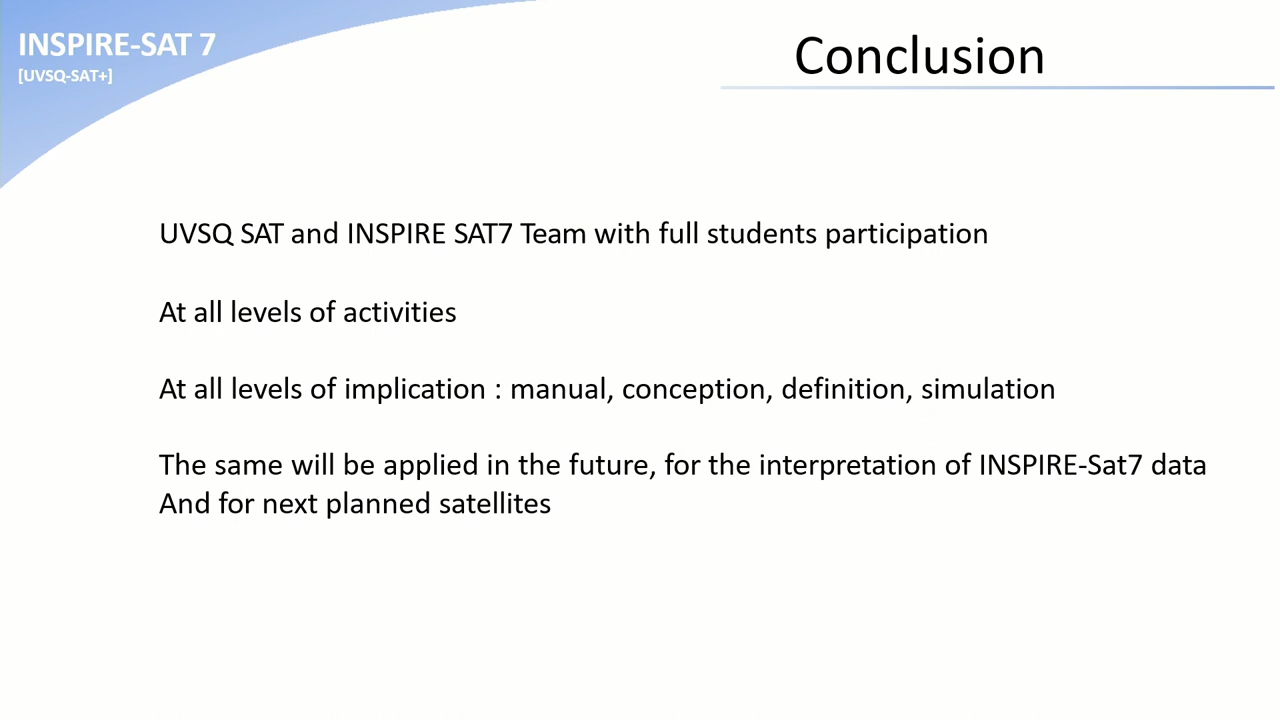 INSPIRE-SAT 7
[UVSQ-SAT+]
Conclusion
UVSQ SAT and INSPIRE SAT7 Team with full students participation
At all levels of activities
At all levels of implication : manual, conception, definition, simulation
The same will be applied in the future, for the interpretation of INSPIRE-Sat7 data
And for next planned satellites